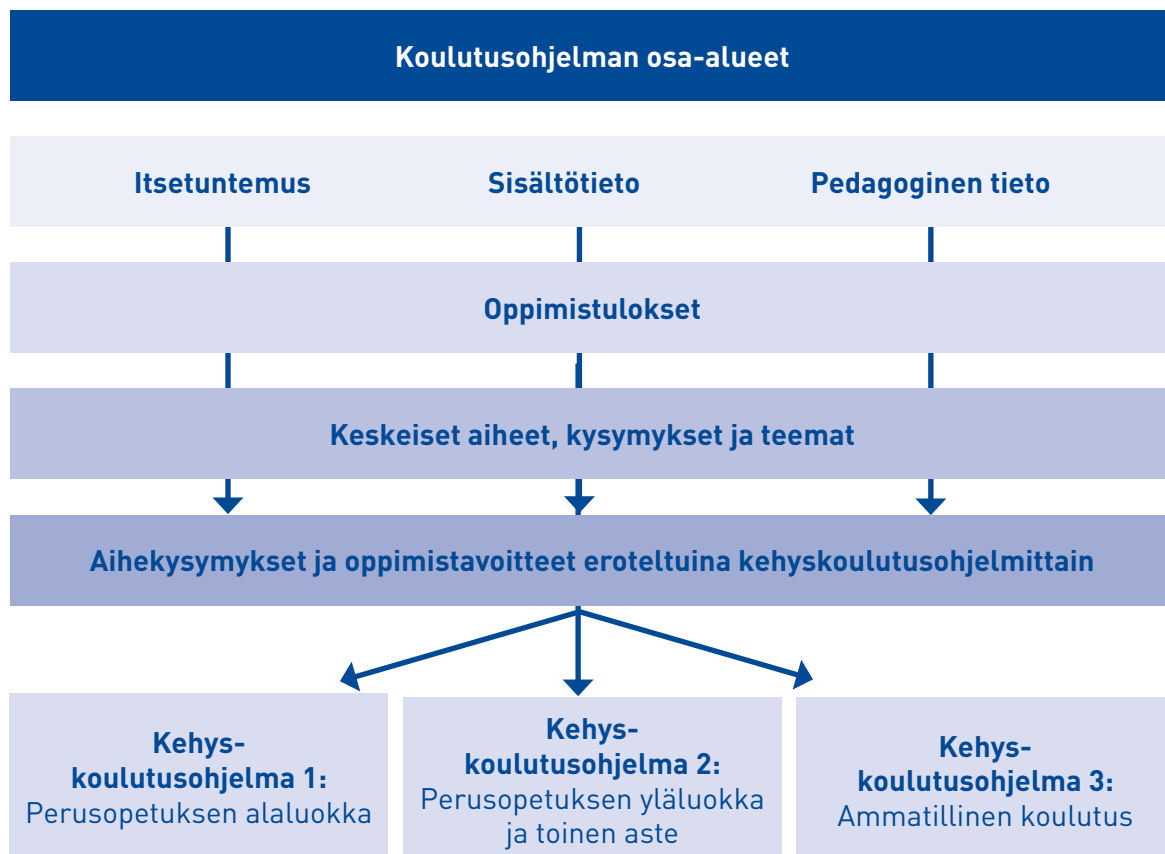 Koulutusohjelman osa-alueet
Itsetuntemus
Sisältötieto
Pedagoginen tieto
Oppimistulokset
Keskeiset aiheet, kysymykset ja teemat
Aihekysymykset ja oppimistavoitteet eroteltuina kehyskoulutusohjelmittain
Kehys-
koulutusohjelma 1:
Perusopetuksen alaluokka
Kehys-
koulutusohjelma 2:
Perusopetuksen yläluokka
ja toinen aste
Kehys-
koulutusohjelma 3:
Ammatillinen koulutus